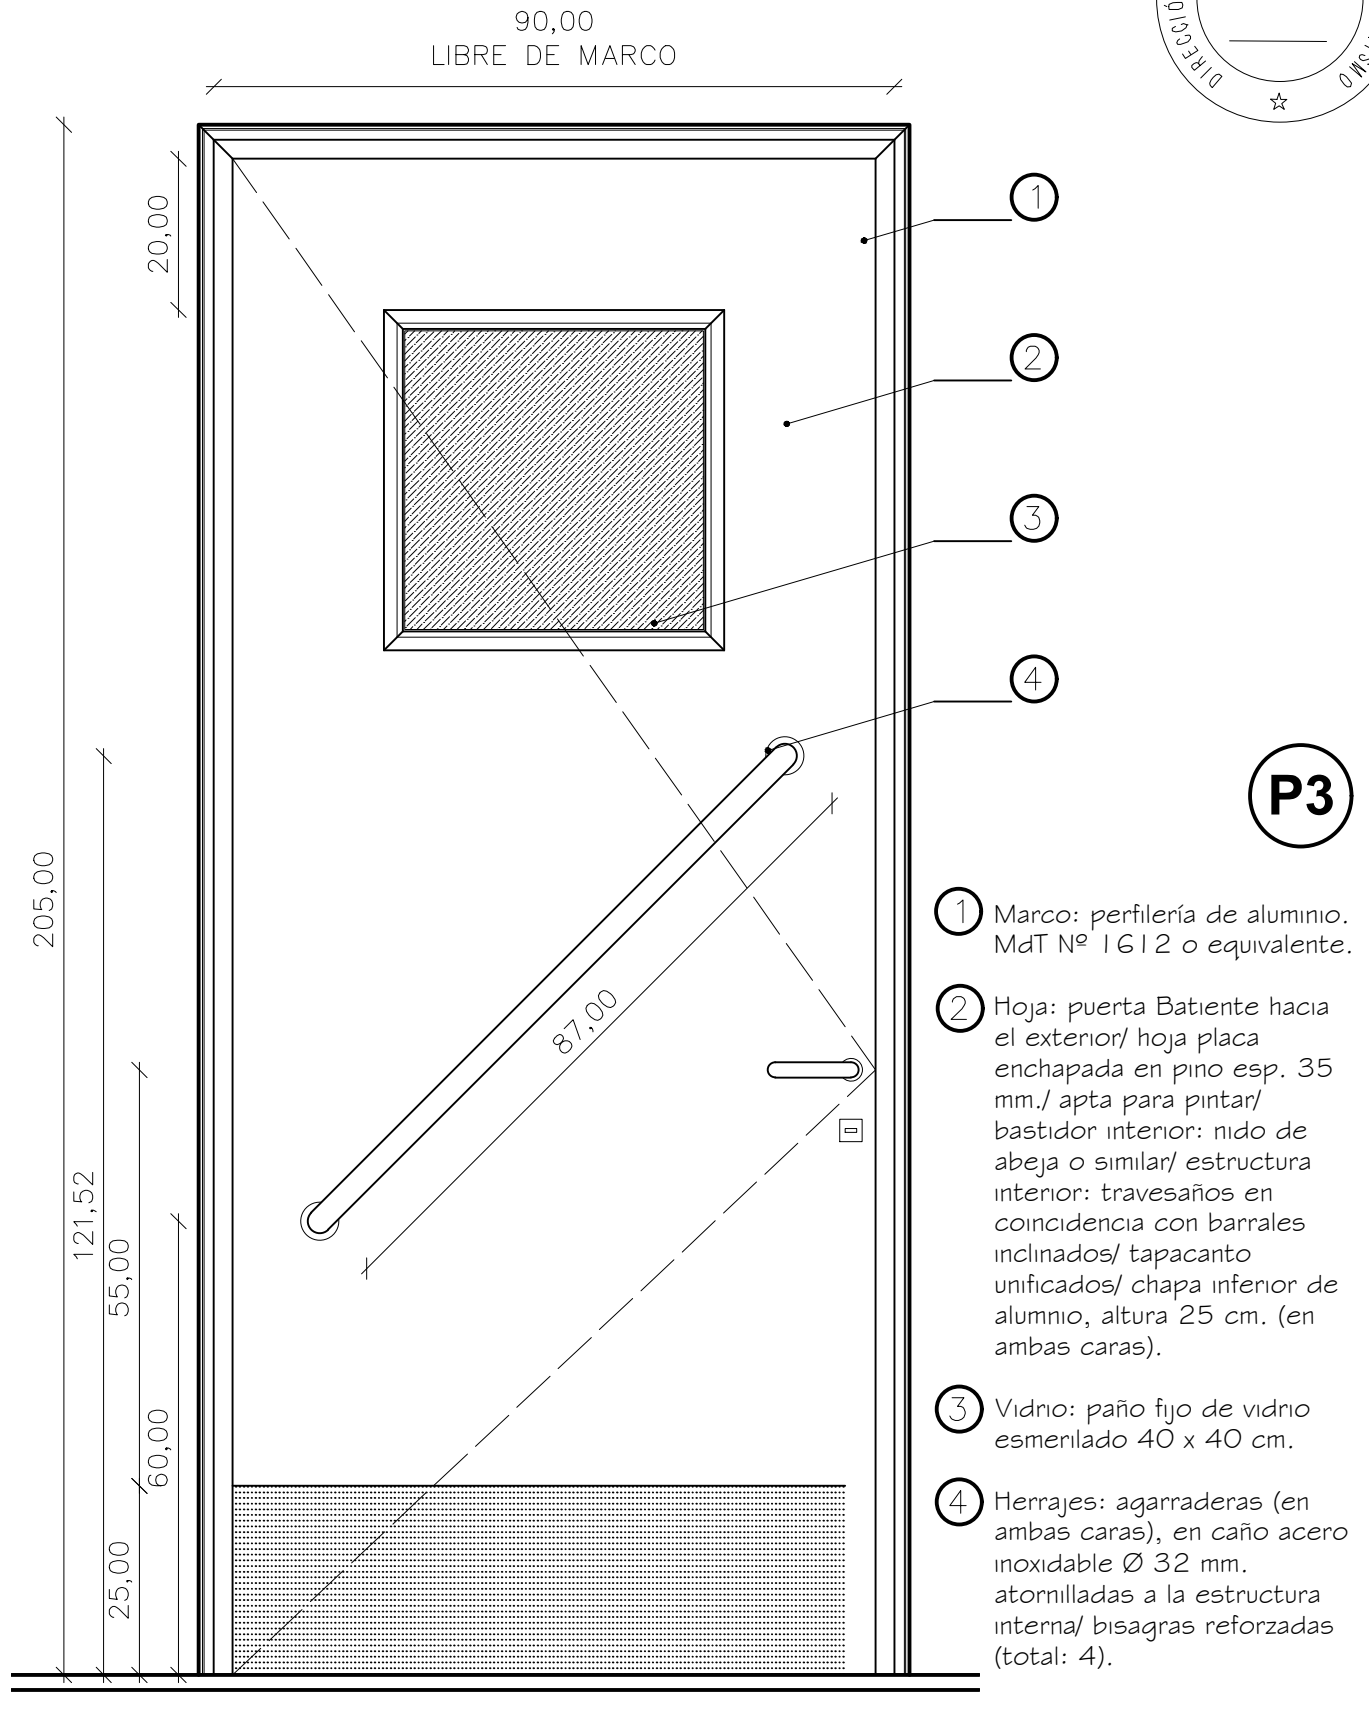 90,00
LIBRE DE MARCO
DIRECCIÓ
ISMO
20,00
1
2
3
4
205,00
121,52
55,00
60,00
25,00
87,00
P3
1 Marco: perfilería de aluminio.
MdT Nº 1612 o equivalente.
2 Hoja: puerta Batiente hacia
el exterior/ hoja placa
enchapada en pino esp. 35
mm./ apta para pintar/
bastidor interior: nido de
abeja o similar/ estructura
interior: travesaños en
coincidencia con barrales
inclinados/ tapacanto
unificados/ chapa inferior de
alumnio, altura 25 cm. (en
ambas caras).
3 Vidrio: paño fijo de vidrio
esmerilado 40 x 40 cm.
4 Herrajes: agarraderas (en
ambas caras), en caño acero
inoxidable Ø 32 mm.
atornilladas a la estructura
interna/ bisagras reforzadas
(total: 4).